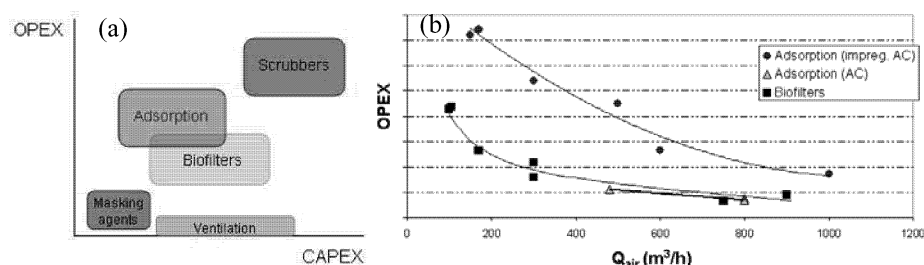 OPEX
(a)
Scrubbers
Adsorption
Biofilters
Masking
agents
Ventilation
CAPEX
(b)
OPEX
Adsorption (impreg. AC)
Adsorption (AC)
Biofilters
0 200 400 600 800 1000 1200
Qair (m³/h)